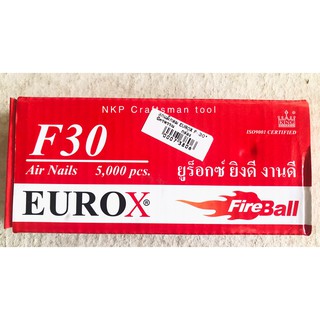 NKP Craftsman tool
F30
Air Nails 5,000 pcs.
ISO9001 CERTIFIED
EUROX®
ยูร็อกซ์ ยิงดี งานดี
FireBall